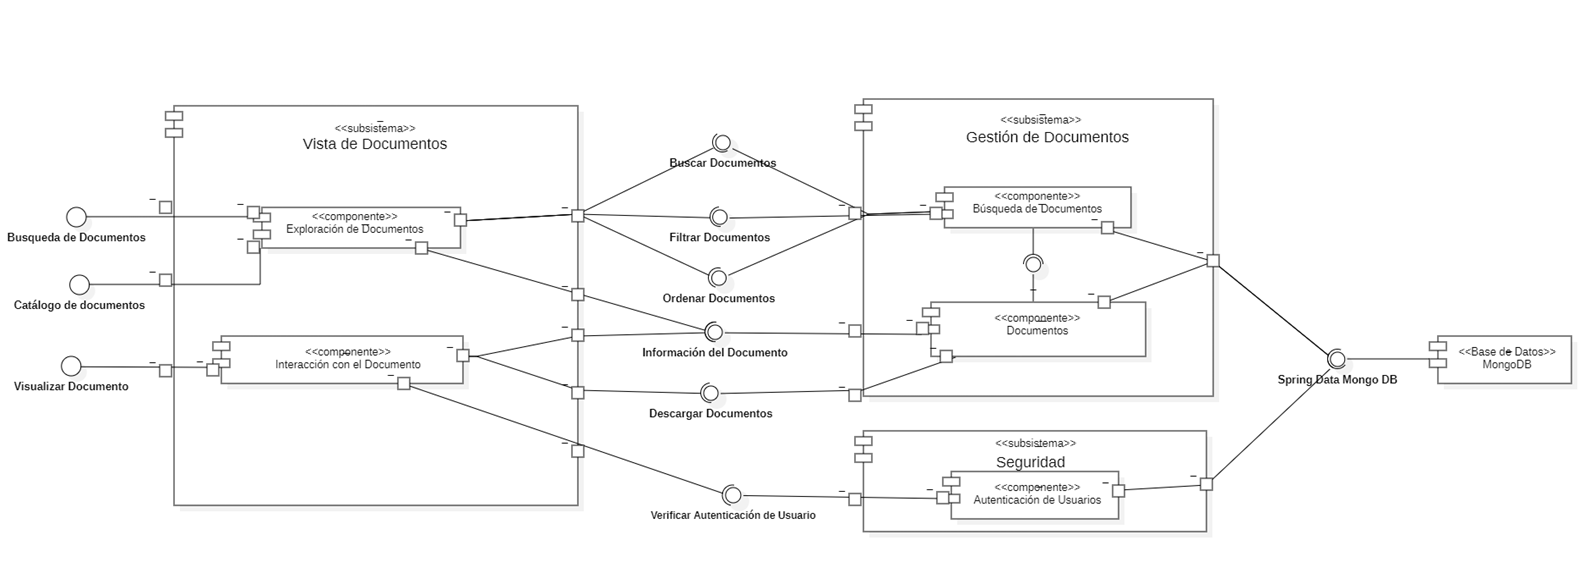 <<subsistema>>
Vista de Documentos
Busqueda de Documentos
Catálogo de documentos
Visualizar Documento
<<componente>>
Exploración de Documentos
<<componente>>
Interacción con el Documento
Buscar Documentos
Filtrar Documentos
Ordenar Documentos
Información del Documento
Descargar Documentos
Verificar Autenticación de Usuario
<<subsistema>>
Gestión de Documentos
<<componente>>
Búsqueda de Documentos
<<componente>>
Documentos
<<subsistema>>
Seguridad
<<componente>>
Autenticación de Usuarios
Spring Data Mongo DB
<<Base de Datos>>
MongoDB